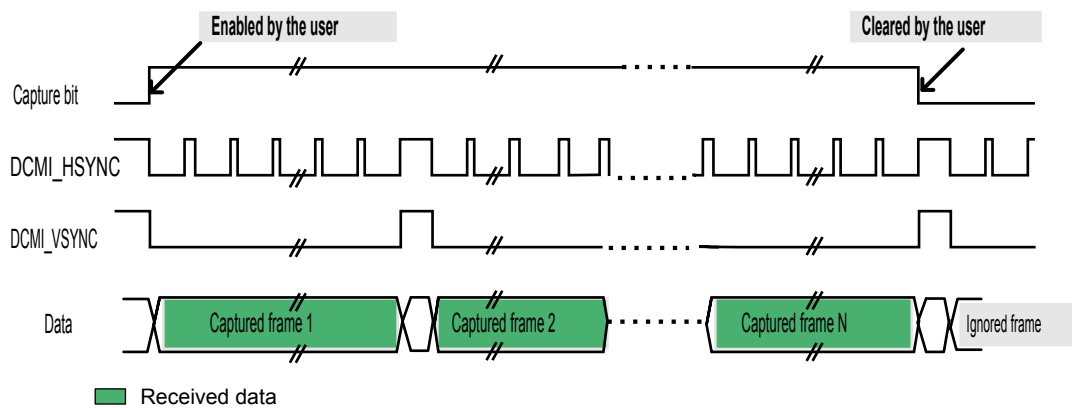 Enabled by the user
Cleared by the user
Capture bit
DCMI_HSYNC
DCMI_VSYNC
Data
Captured frame 1
Captured frame 2
Captured frame N
Ignored frame
Received data